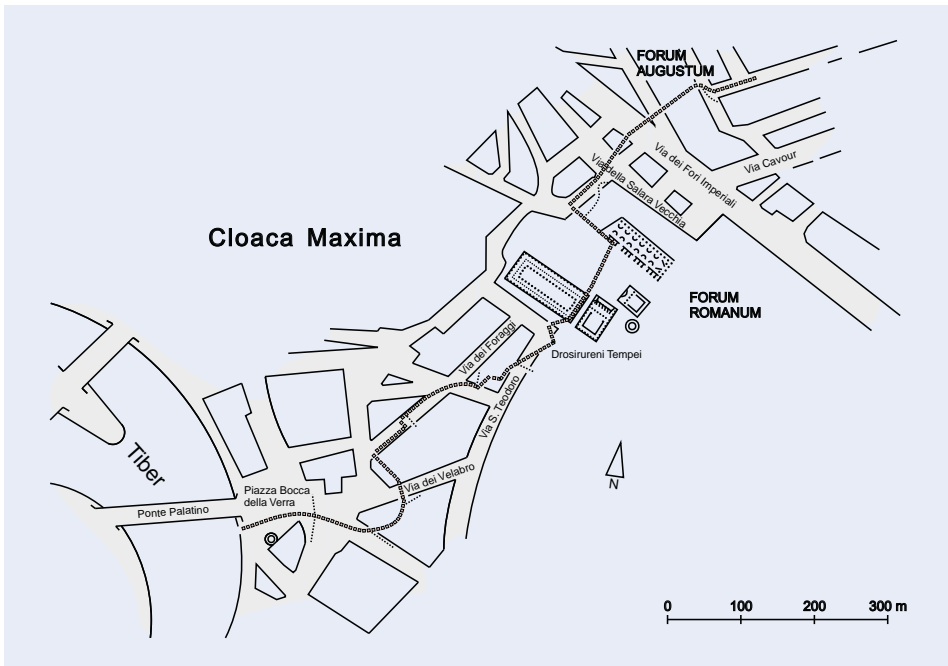 FORUM
AUGUSTUM
Via dei Fori Imperiali
Via Cavour
Via della Salara Vecchia
Cloaca Maxima
FORUM
ROMANUM
Via dei Foraggi
Drosirureni Tempei
Via S. Teodoro
Tiber
Via dei Velabro
Piazza Bocca
della Verra
Ponte Palatino
N
0 100 200 300 m